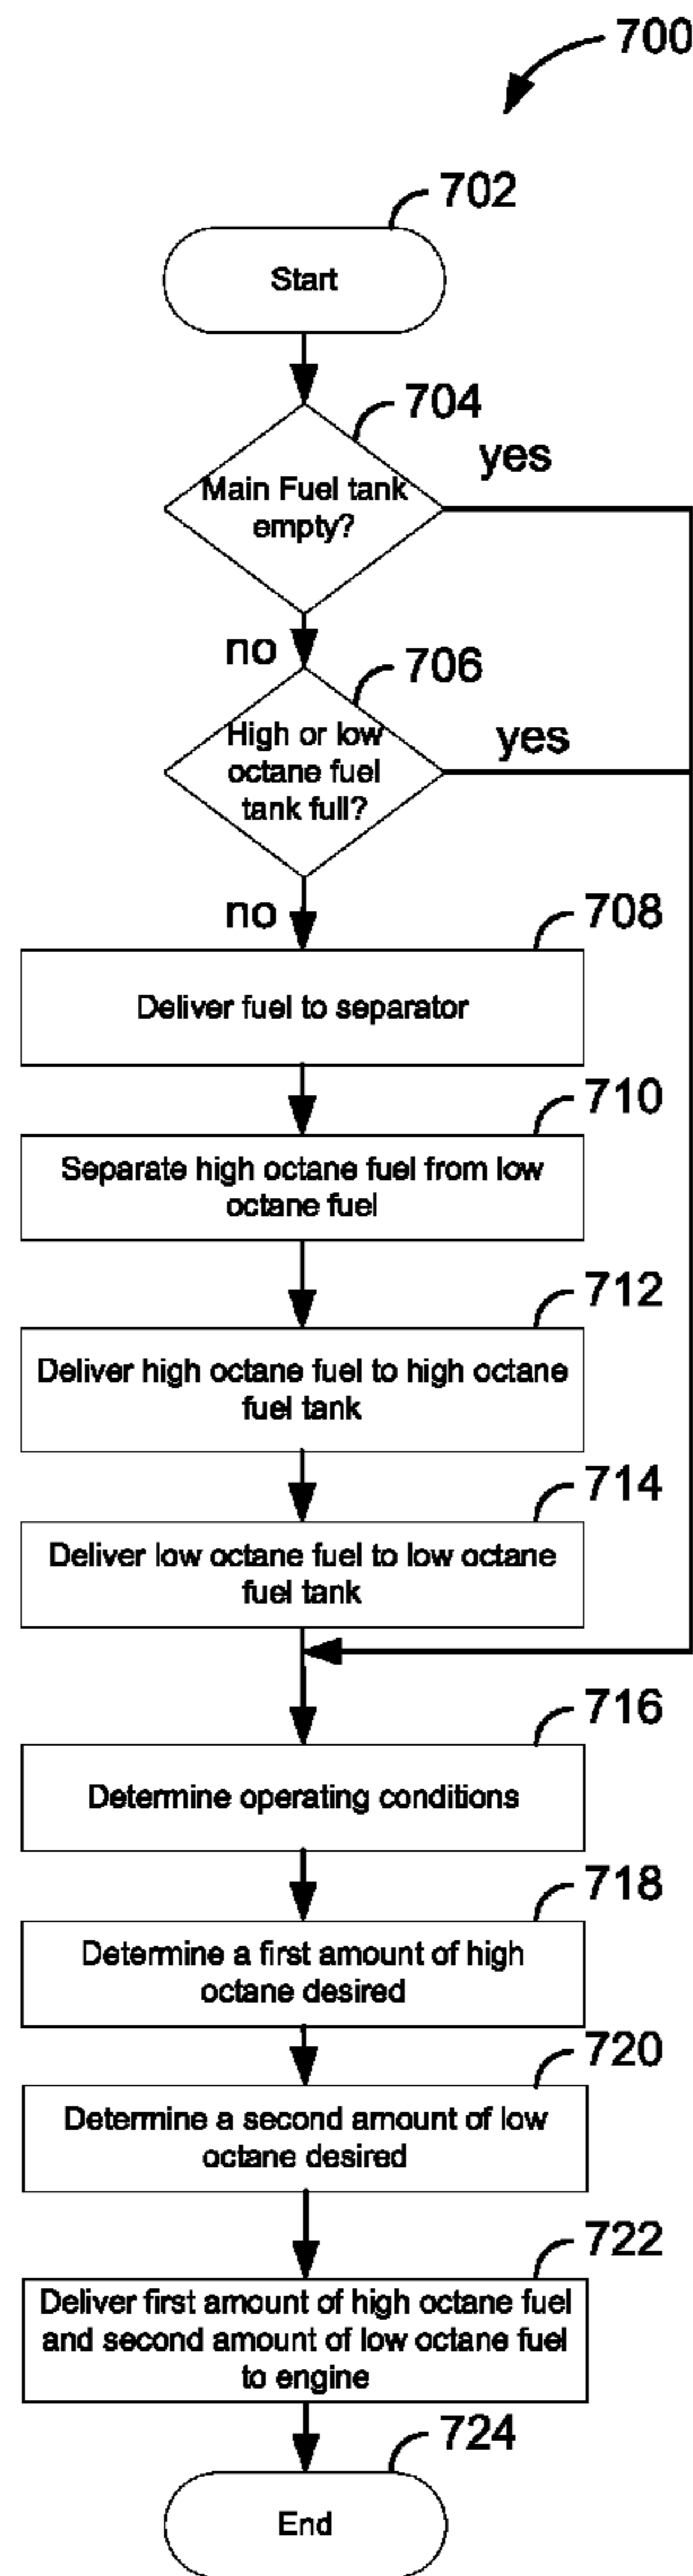 700
702
Start
704
yes
Main Fuel tank
empty?
no
706
yes
High or low
octane fuel
tank full?
no
708
Deliver fuel to separator
710
Separate high octane fuel from low
octane fuel
712
Deliver high octane fuel to high octane
fuel tank
714
Deliver low octane fuel to low octane
fuel tank
716
Determine operating conditions
718
Determine a first amount of high
octane desired
720
Determine a second amount of low
octane desired
722
Deliver first amount of high octane fuel
and second amount of low octane fuel
to engine
724
End